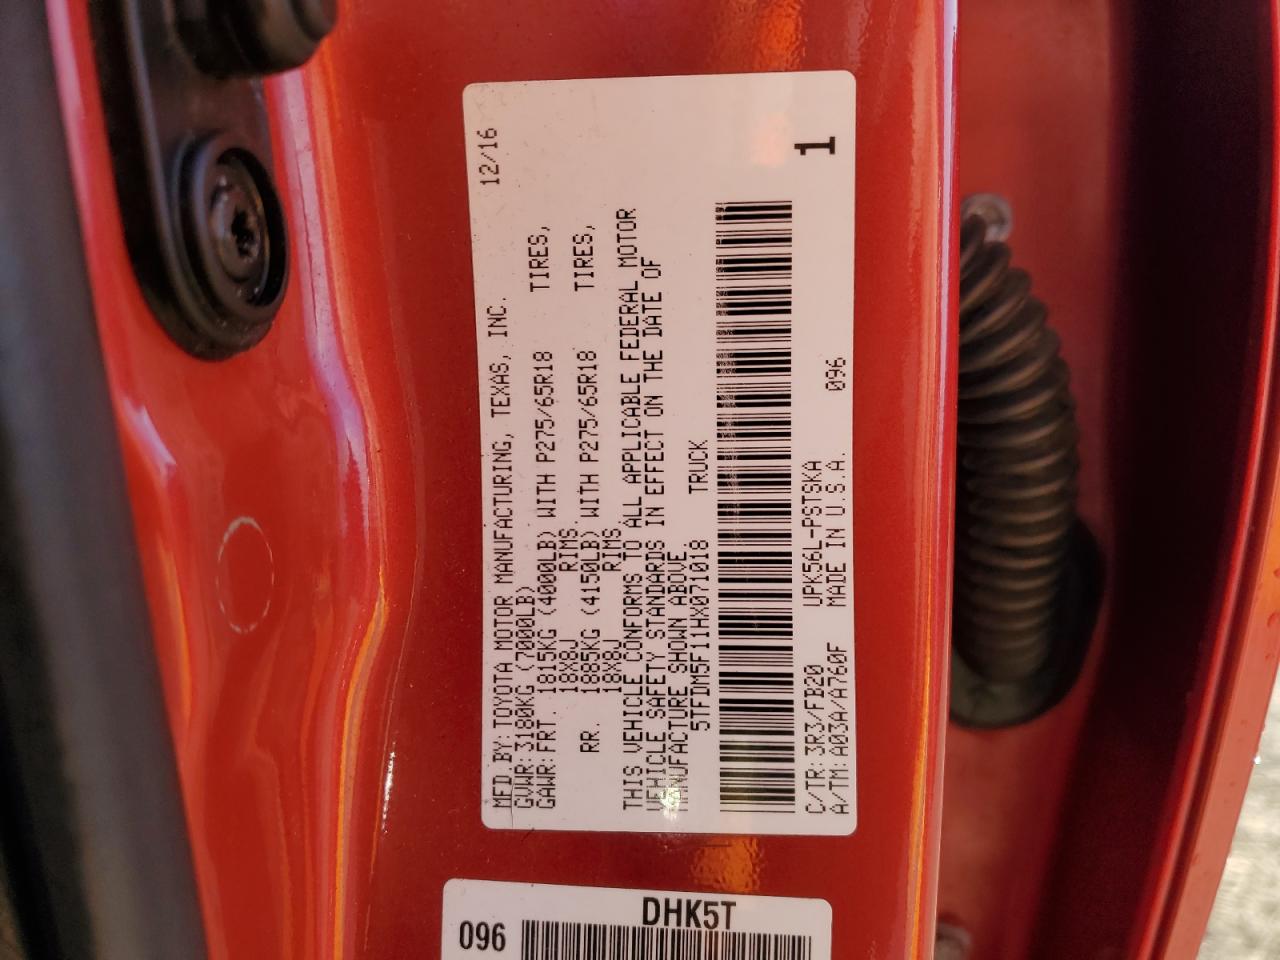 MFD.BY:TOYOTA MOTOR MANUFACTURING, TEXAS, INC. 12/16
GVWR:3180KG (7000LB)
GAWR:FRT. 1815KG (4000LB) WITH P275/65R18 TIRES,
18X8J RIMS.
RR. 1885KG (4150LB) WITH P275/65R18 TIRES,
18X8J RIMS.
THIS VEHICLE CONFORMS TO ALL APPLICABLE FEDERAL MOTOR
VEHICLE SAFETY STANDARDS IN EFFECT ON THE DATE OF
MANUFACTURE SHOWN ABOVE.
5TFDM5F11HX071018 TRUCK
1
C/TR: 3R3/FB20 UPK56L-PSTSKA 096
A/TM: A03A/A760F MADE IN U.S.A.
DHK5T
096